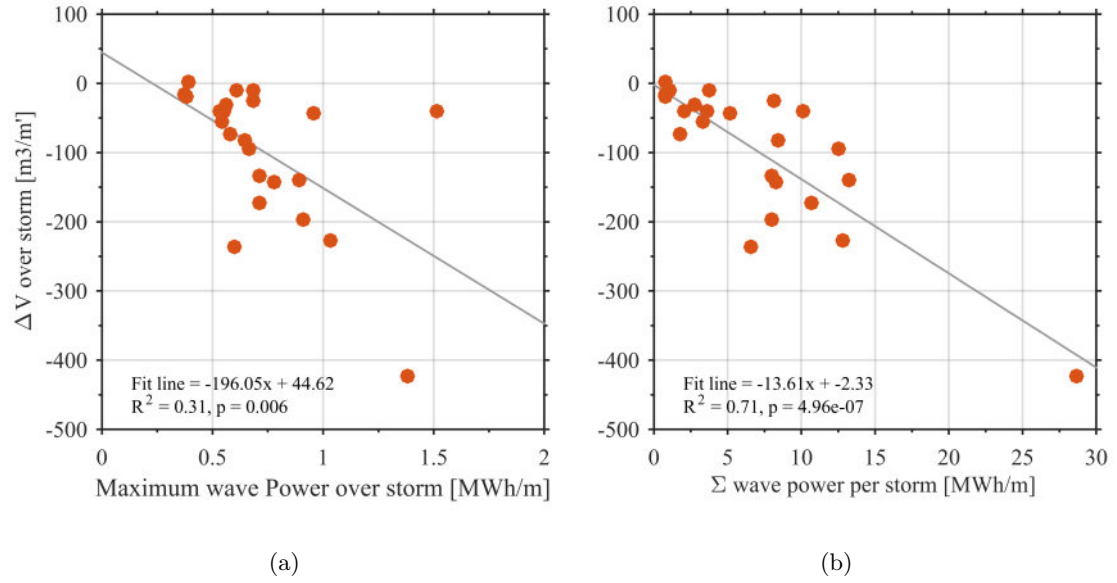 100
0
-100
-200
-300
-400
-500
Δ V over storm [m3/m']
Fit line = -196.05x + 44.62
R² = 0.31, p = 0.006
0 0.5 1 1.5 2
Maximum wave Power over storm [MWh/m]
(a)
100
0
-100
-200
-300
-400
-500
Fit line = -13.61x + -2.33
R² = 0.71, p = 4.96e-07
0 5 10 15 20 25 30
Σ wave power per storm [MWh/m]
(b)